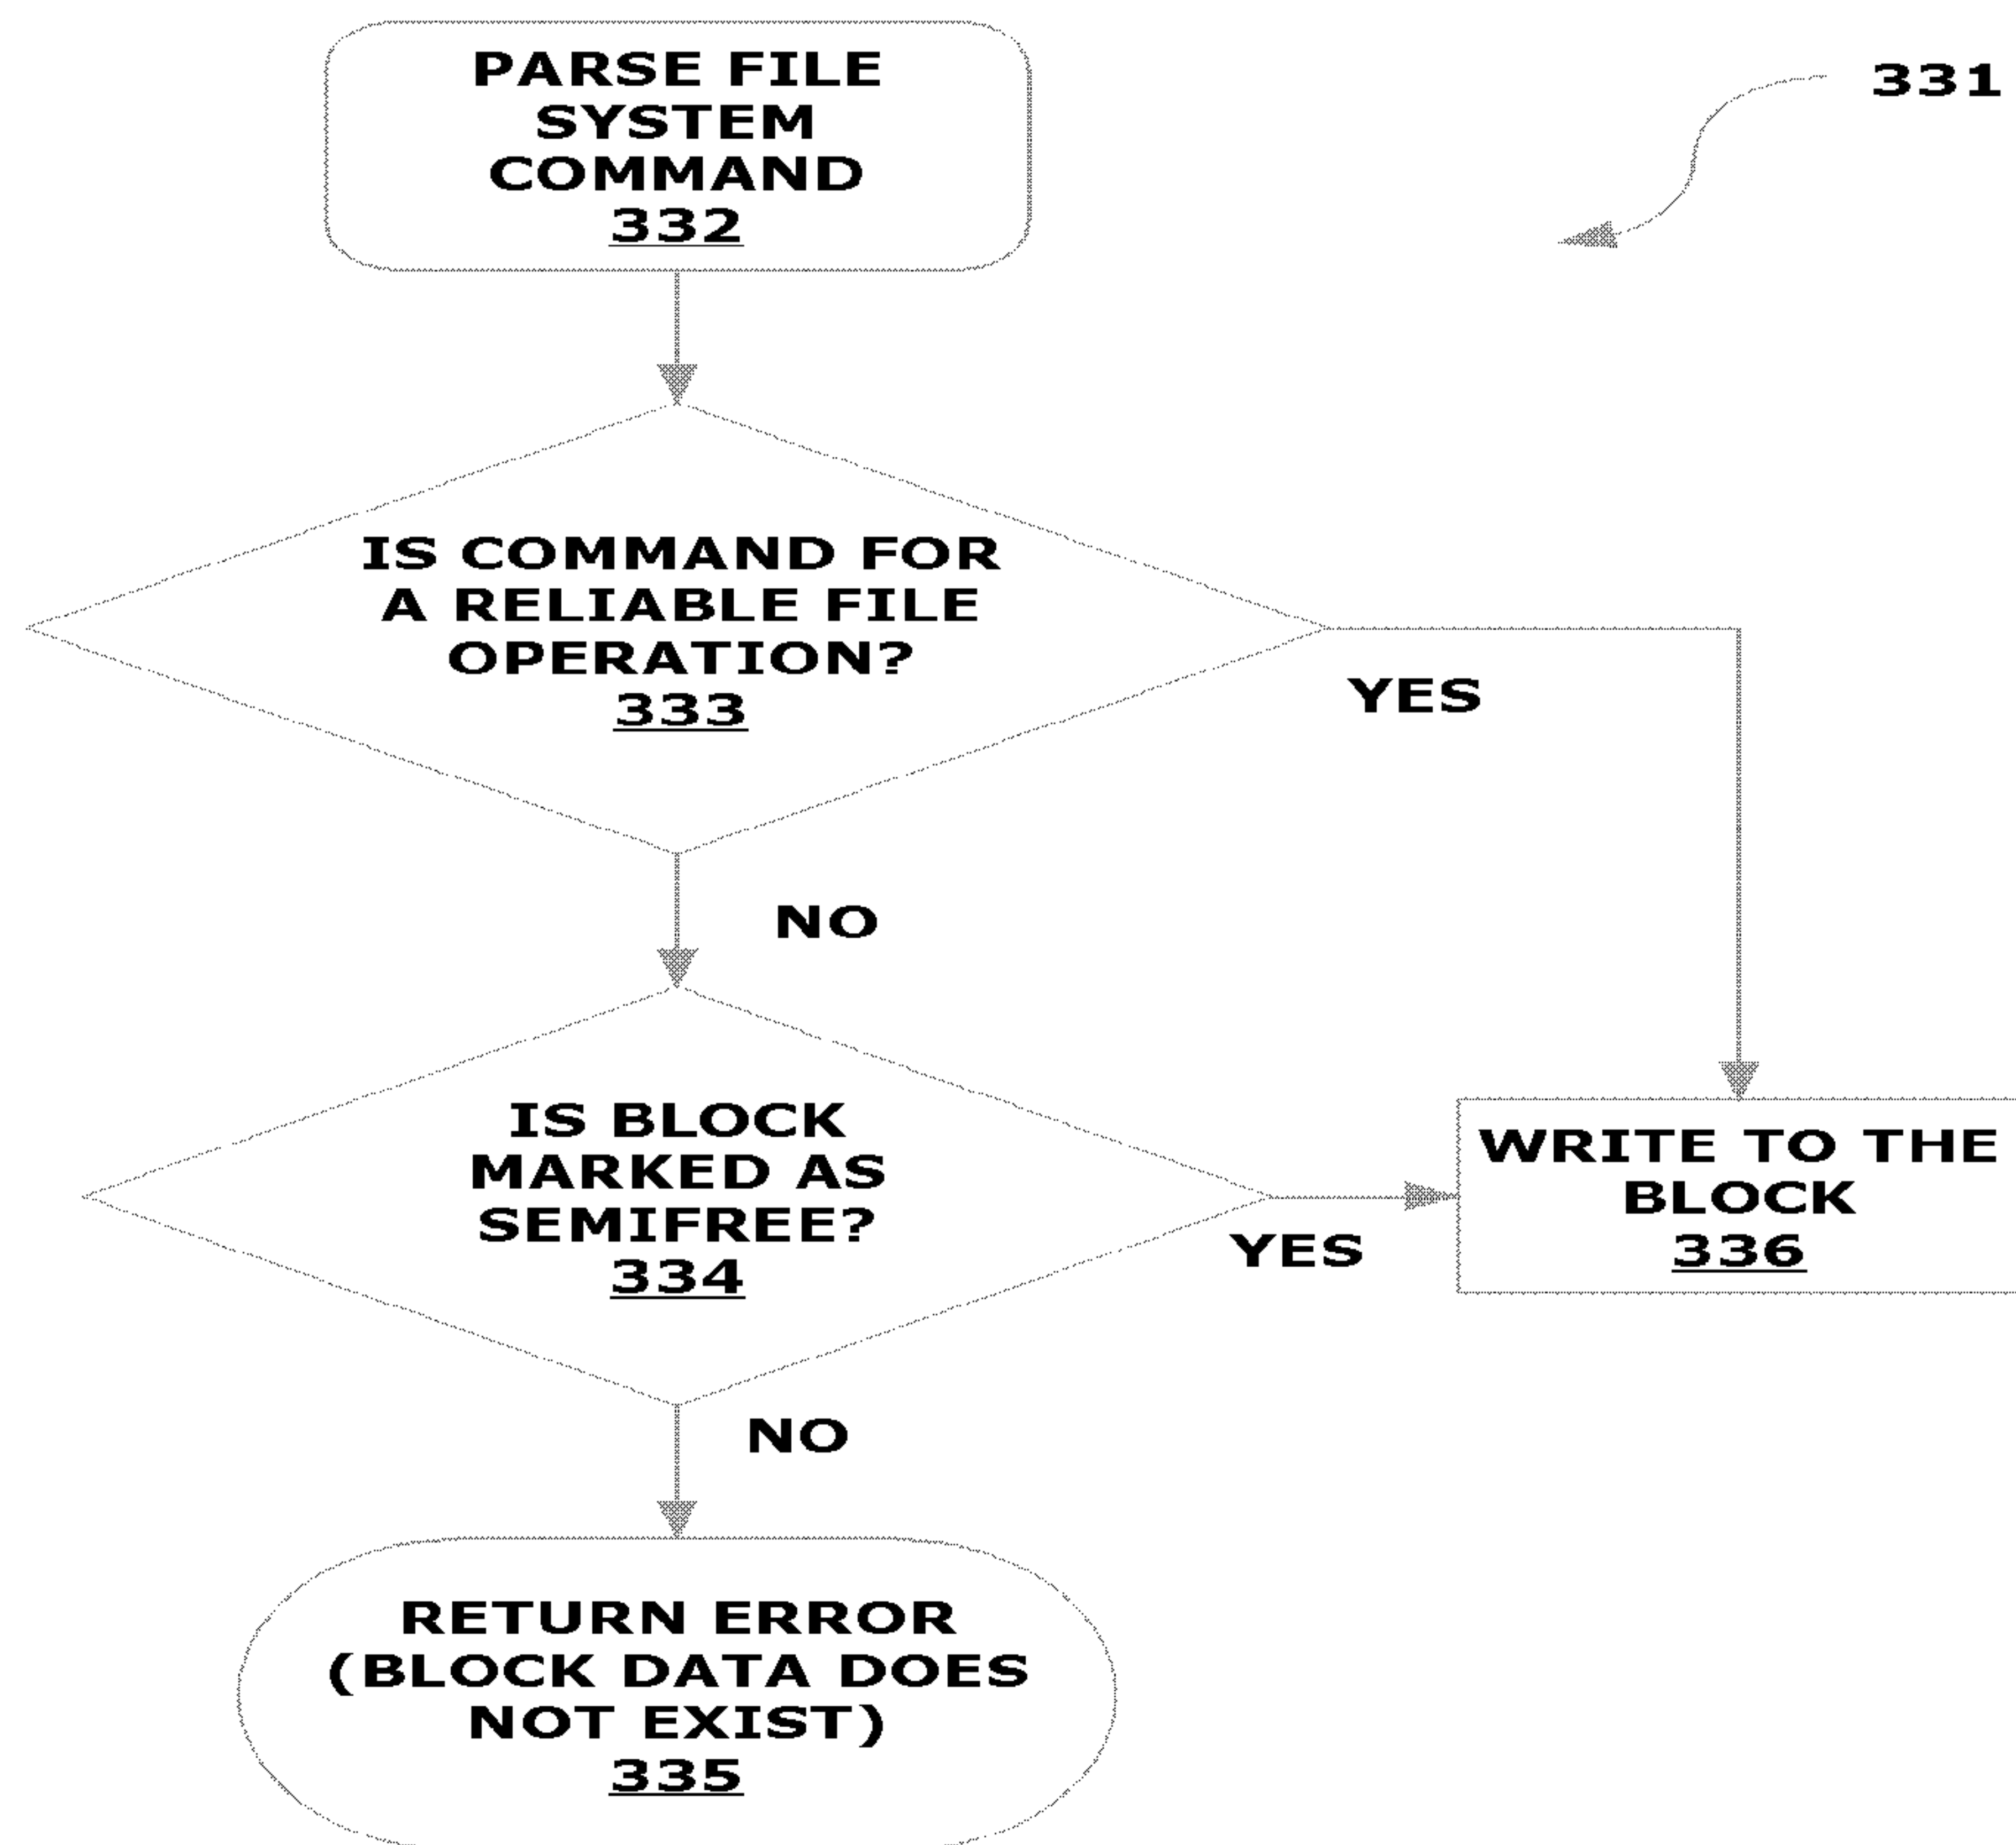 PARSE FILE
SYSTEM
COMMAND
332
331
IS COMMAND FOR
A RELIABLE FILE
OPERATION?
333
YES
NO
IS BLOCK
MARKED AS
SEMIFREE?
334
YES
WRITE TO THE
BLOCK
336
NO
RETURN ERROR
(BLOCK DATA DOES
NOT EXIST)
335